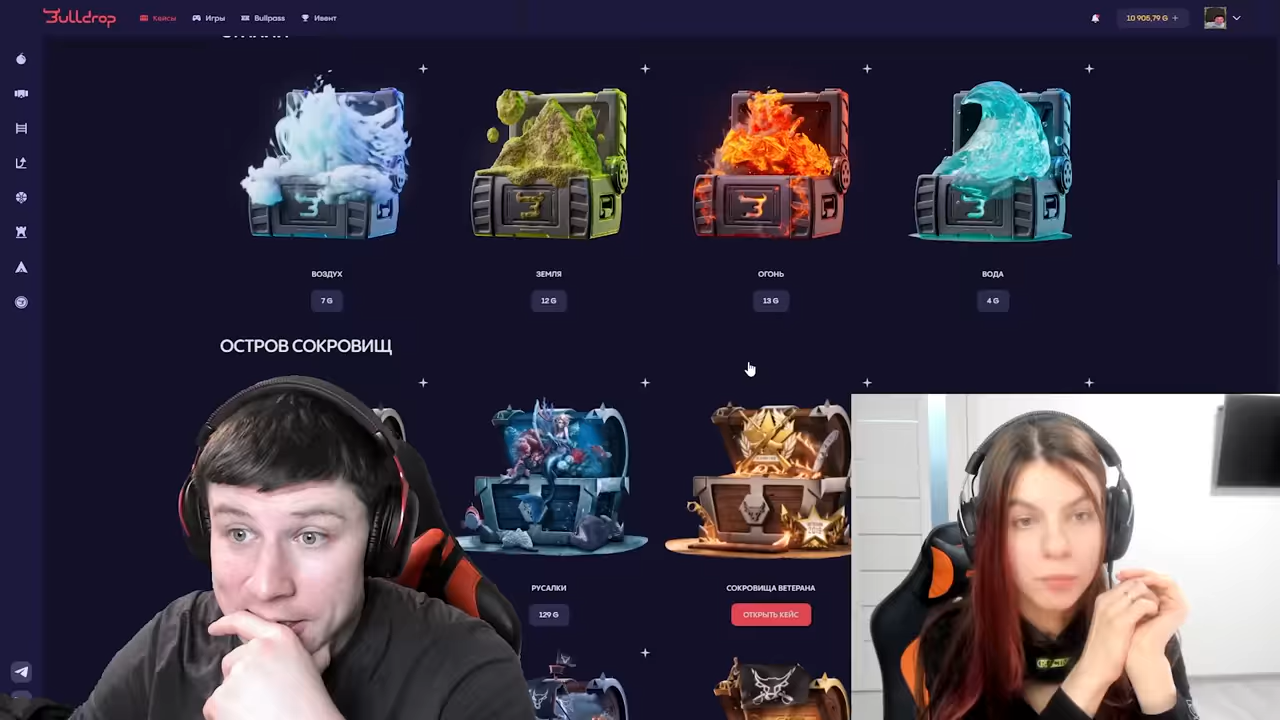 Bulldrop
Кейсы
Игры
Bullpass
Ивент
10 905,79 G +
ВОЗДУХ
ЗЕМЛЯ
ОГОНЬ
ВОДА
7 G
12 G
13 G
4 G
ОСТРОВ СОКРОВИЩ
РУСАЛКИ
СОКРОВИЩА ВЕТЕРАНА
129 G
ОТКРЫТЬ КЕЙС